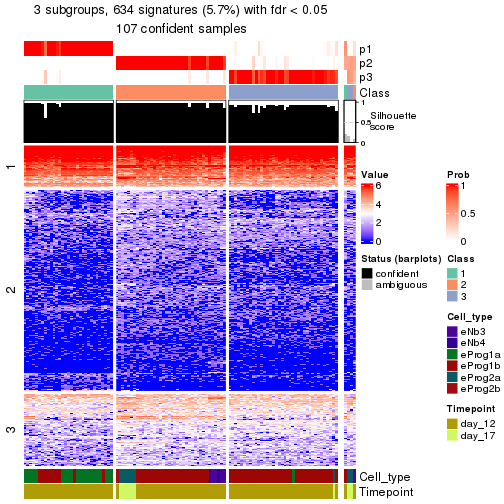 3 subgroups, 634 signatures (5.7%) with fdr < 0.05
107 confident samples
p1
p2
p3
Class
1
0.5
0
Silhouette
score
1
2
3
Value
6
4
2
0
Prob
1
0.5
0
Status (barplots)
confident
ambiguous
Class
1
2
3
Cell_type
eNb3
eNb4
eProg1a
eProg1b
eProg2a
eProg2b
Timepoint
day_12
day_17
Cell_type
Timepoint